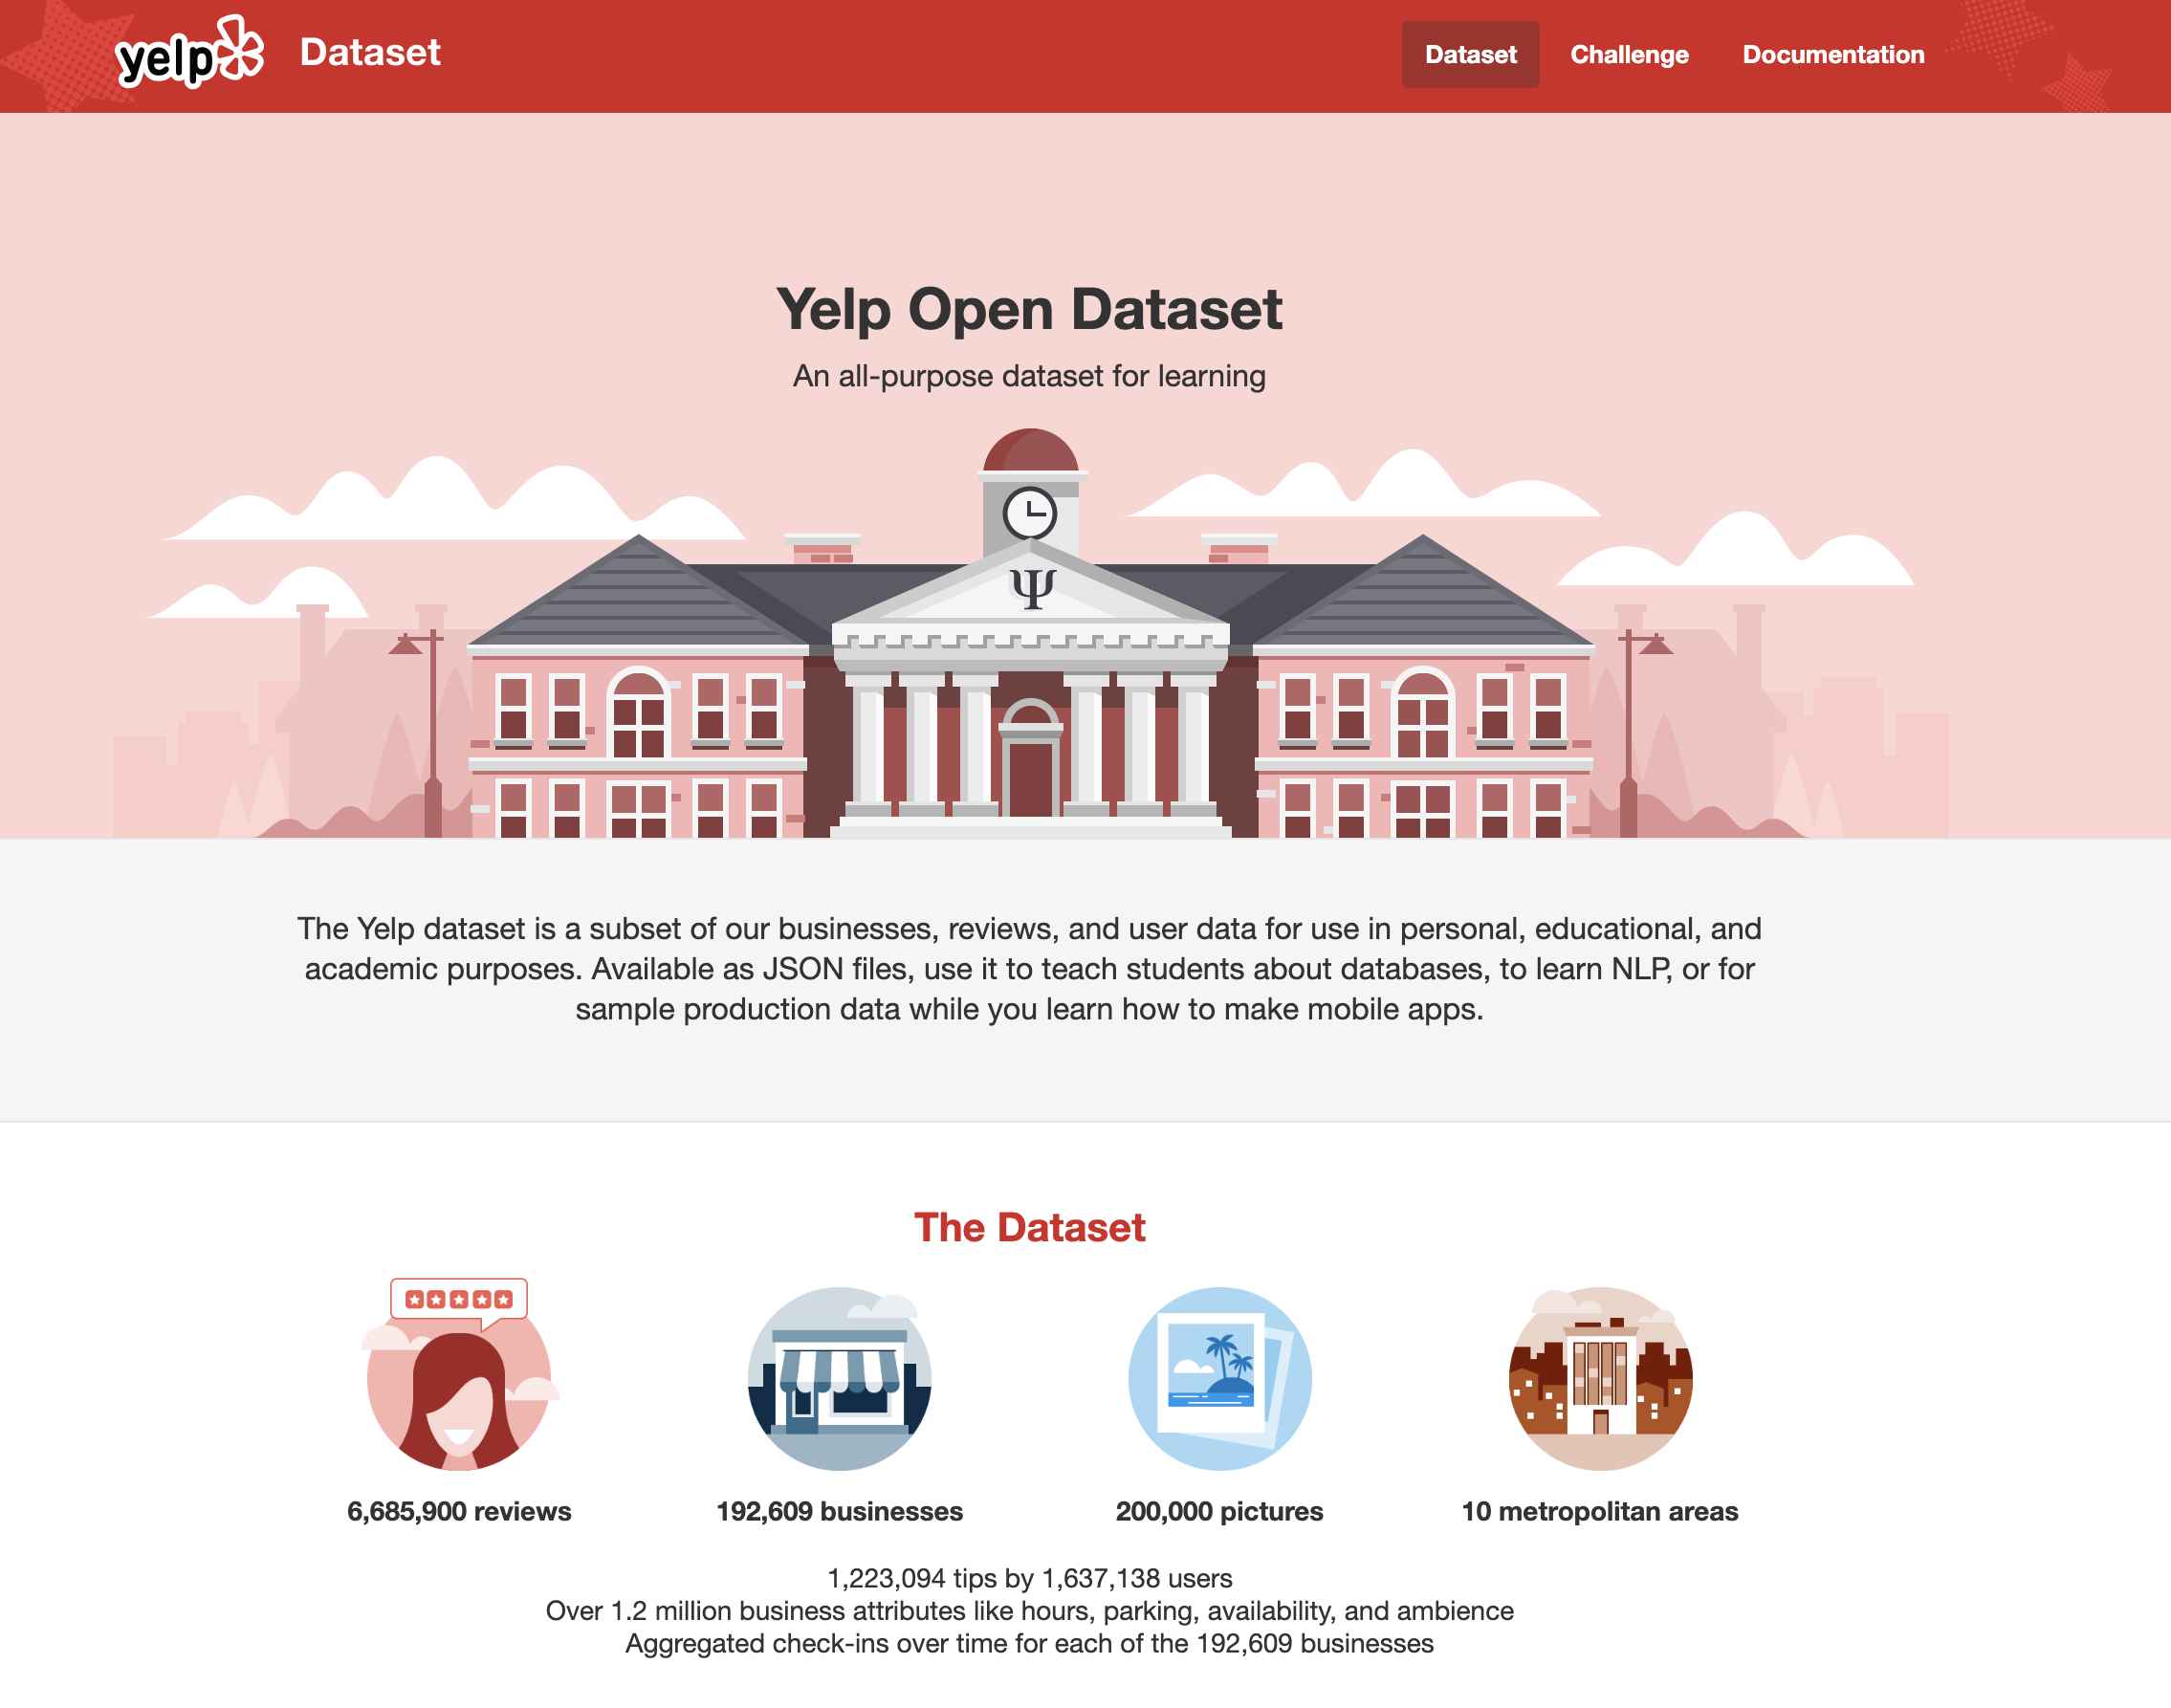 yelp Dataset
Dataset Challenge Documentation
Yelp Open Dataset
An all-purpose dataset for learning
Ψ
The Yelp dataset is a subset of our businesses, reviews, and user data for use in personal, educational, and
academic purposes. Available as JSON files, use it to teach students about databases, to learn NLP, or for
sample production data while you learn how to make mobile apps.
The Dataset
6,685,900 reviews
192,609 businesses
200,000 pictures
10 metropolitan areas
1,223,094 tips by 1,637,138 users
Over 1.2 million business attributes like hours, parking, availability, and ambience
Aggregated check-ins over time for each of the 192,609 businesses